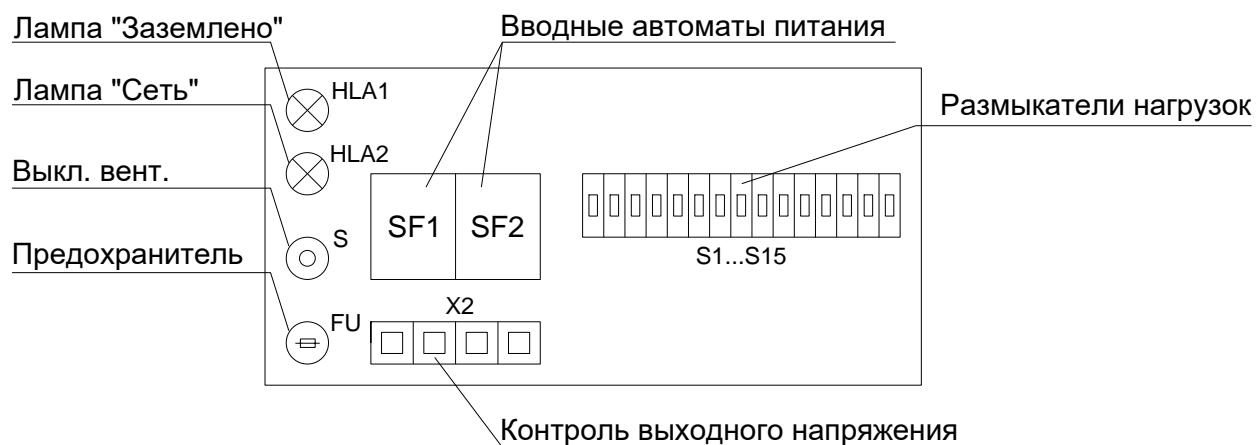 Лампа "Заземлено"
Вводные автоматы питания
HLA1
Лампа "Сеть"
Размыкатели нагрузок
HLA2
Выкл. вент.
SF1 SF2
S
Предохранитель
S1...S15
X2
FU
Контроль выходного напряжения